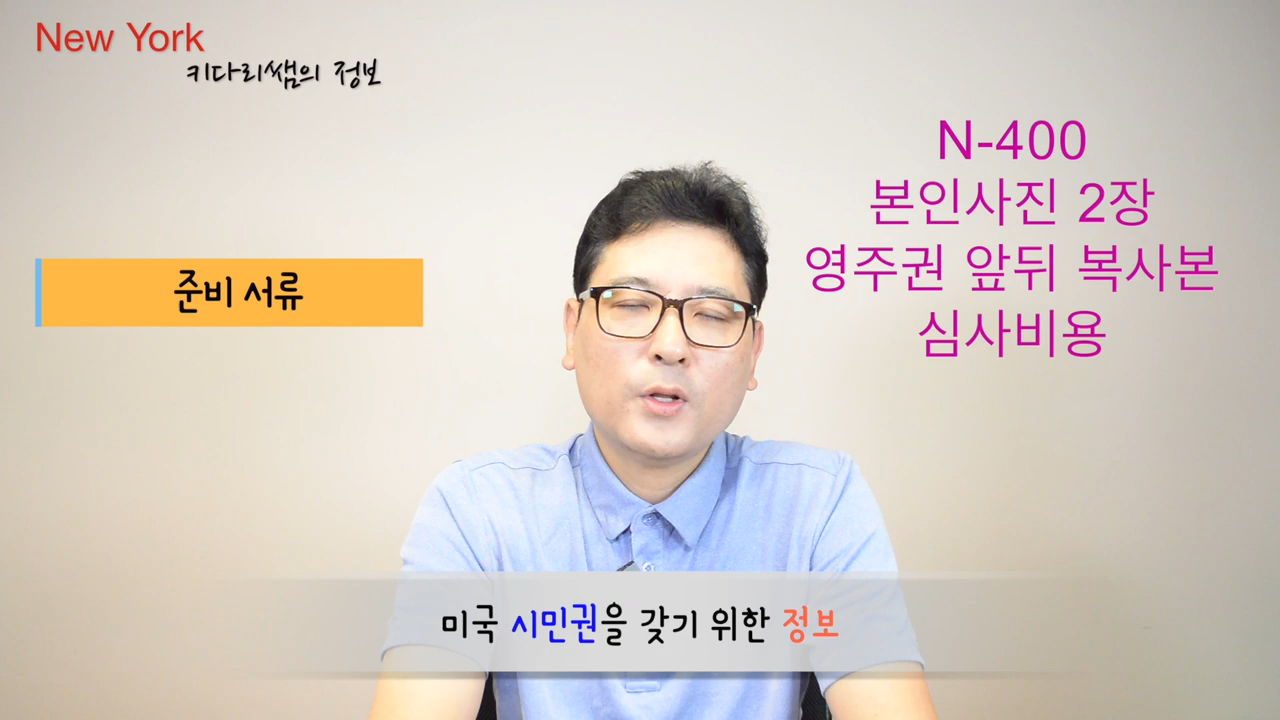 New York
키다리쌤의 정보
N-400
본인사진 2장
영주권 앞뒤 복사본
심사비용
준비 서류
미국 시민권을 갖기 위한 정보